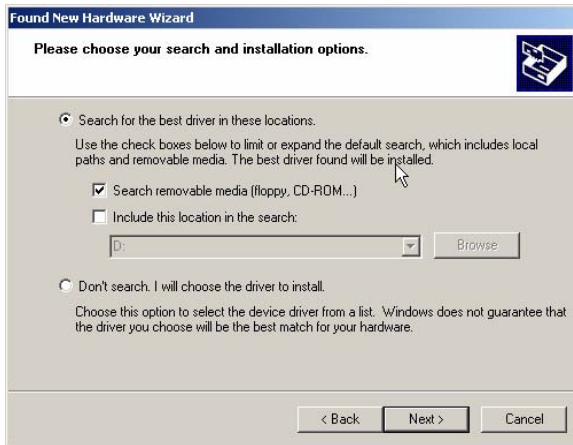 Found New Hardware Wizard
Please choose your search and installation options.
Search for the best driver in these locations.
Use the check boxes below to limit or expand the default search, which includes local
paths and removable media. The best driver found will be installed.
Search removable media (floppy, CD-ROM...)
Include this location in the search:
D:
Browse
Don't search. I will choose the driver to install.
Choose this option to select the device driver from a list. Windows does not guarantee that
the driver you choose will be the best match for your hardware.
< Back Next > Cancel